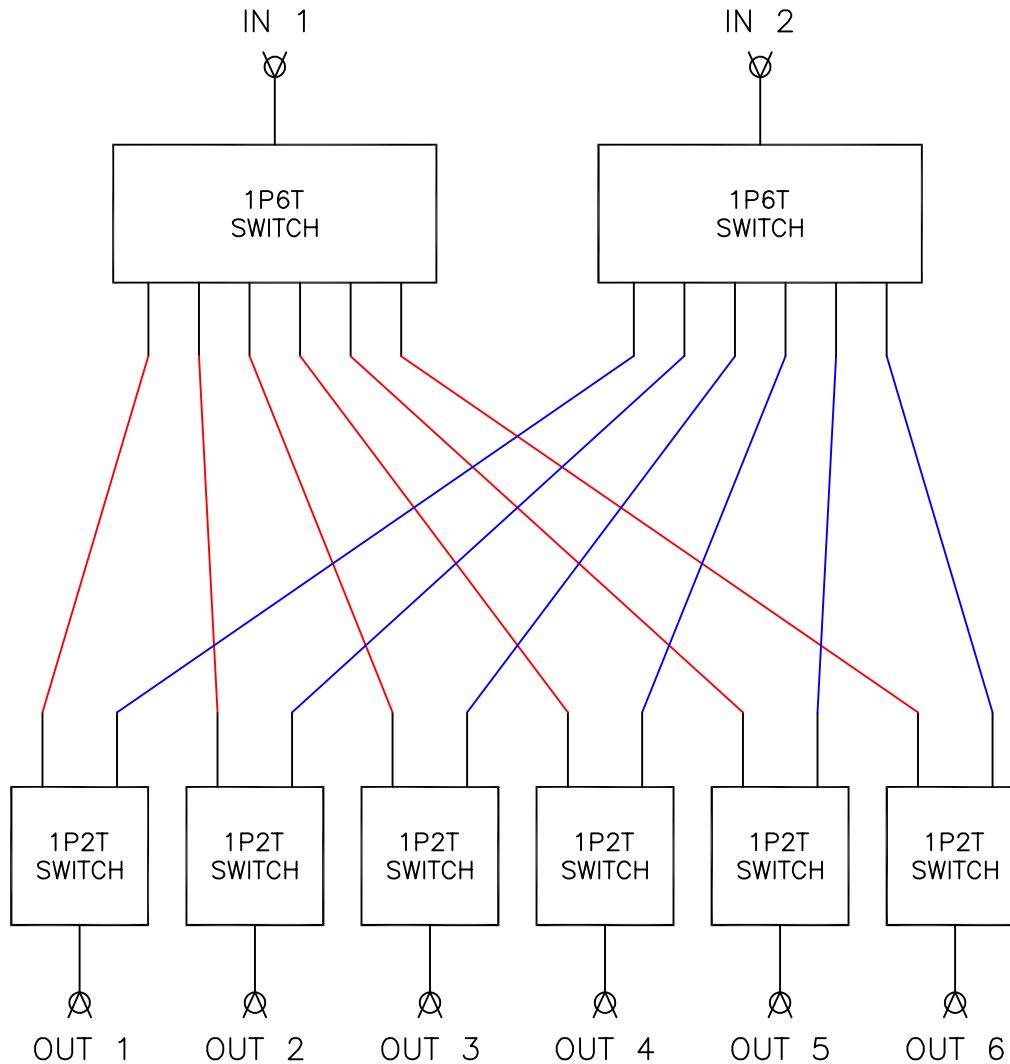 IN 1
IN 2
1P6T
SWITCH
1P6T
SWITCH
1P2T
SWITCH
1P2T
SWITCH
1P2T
SWITCH
1P2T
SWITCH
1P2T
SWITCH
1P2T
SWITCH
OUT 1
OUT 2
OUT 3
OUT 4
OUT 5
OUT 6